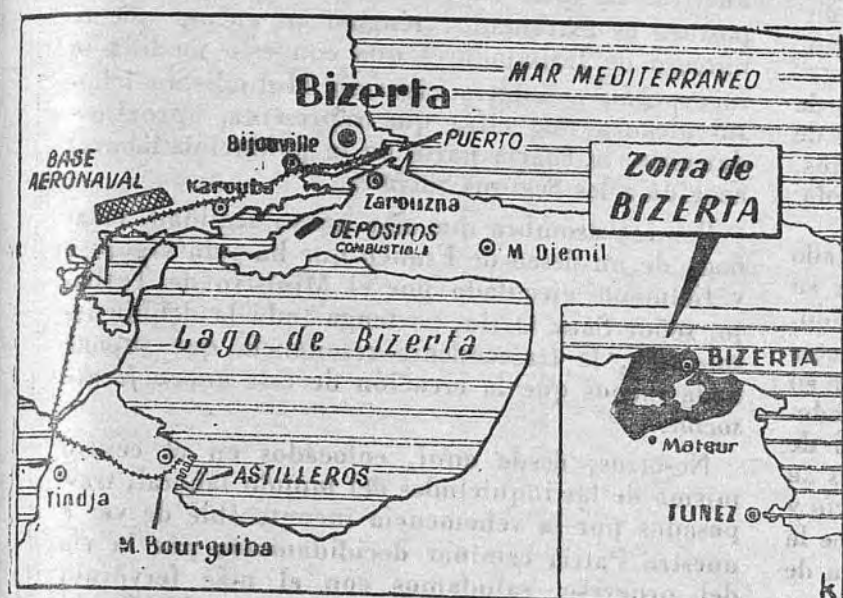 MAR MEDITERRANEO
Bizerta
Bijouville
PUERTO
BASE
AERONAVAL
Karouba
Zarouzna
DEPOSITOS
COMBUSTIBLE
M Djemil
Zona de
BIZERTA
Lago de Bizerta
BIZERTA
Mateur
ASTILLEROS
Tindja
TUNEZ
M. Bourguiba
k